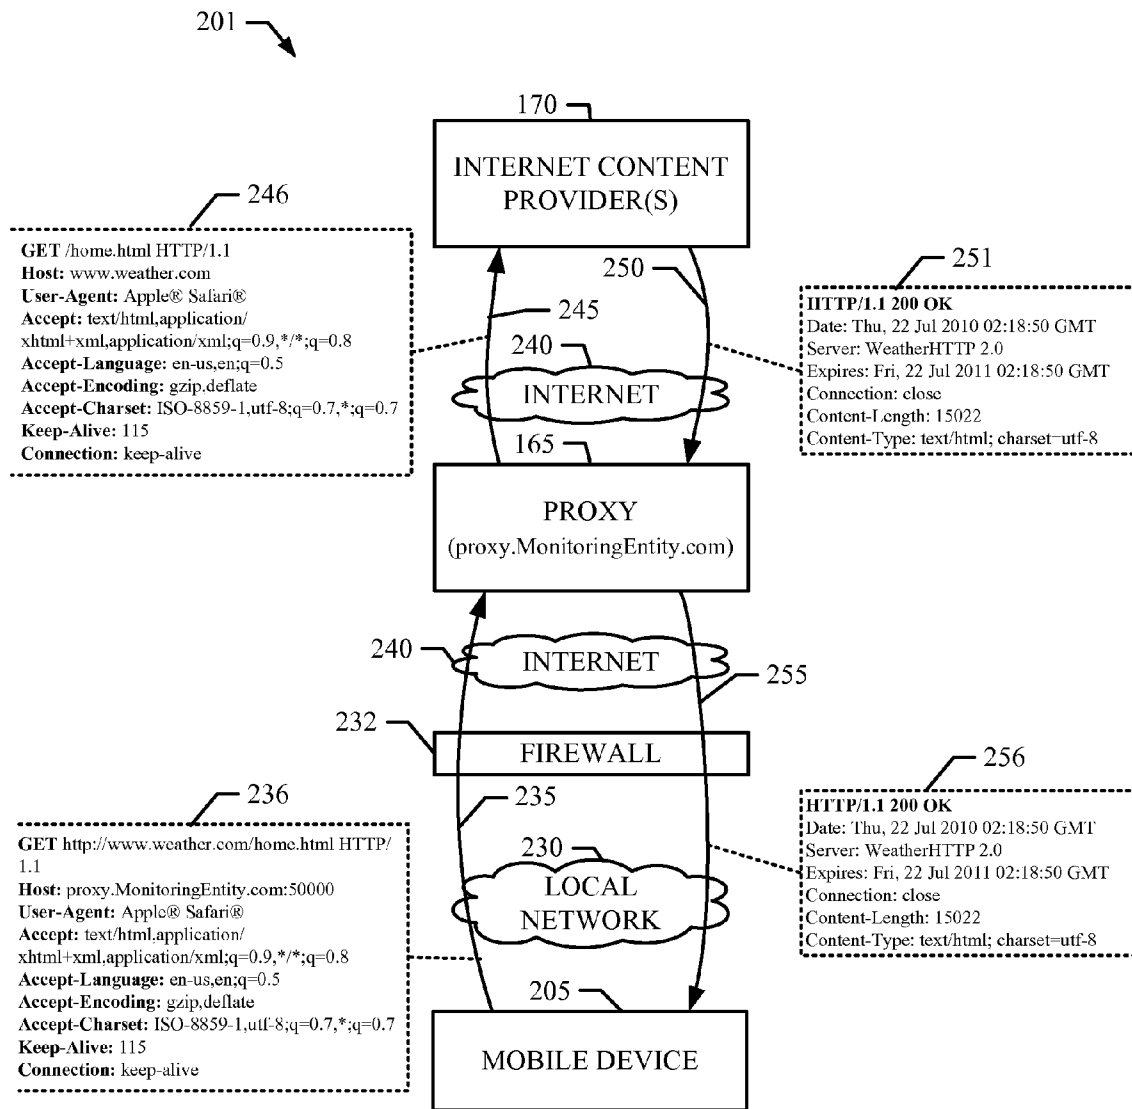 201
170
INTERNET CONTENT
PROVIDER(S)
246
GET /home.html HTTP/1.1
Host: www.weather.com
User-Agent: Apple® Safari®
Accept: text/html,application/
xhtml+xml,application/xml;q=0.9,*/*;q=0.8
Accept-Language: en-us,en;q=0.5
Accept-Encoding: gzip,deflate
Accept-Charset: ISO-8859-1,utf-8;q=0.7,*;q=0.7
Keep-Alive: 115
Connection: keep-alive
245
250
251
HTTP/1.1 200 OK
Date: Thu, 22 Jul 2010 02:18:50 GMT
Server: WeatherHTTP 2.0
Expires: Fri, 22 Jul 2011 02:18:50 GMT
Connection: close
Content-Length: 15022
Content-Type: text/html; charset=utf-8
240
INTERNET
165
PROXY
(proxy.MonitoringEntity.com)
240
INTERNET
255
232
FIREWALL
235
236
GET http://www.weather.com/home.html HTTP/
1.1
Host: proxy.MonitoringEntity.com:50000
User-Agent: Apple® Safari®
Accept: text/html,application/
xhtml+xml,application/xml;q=0.9,*/*;q=0.8
Accept-Language: en-us,en;q=0.5
Accept-Encoding: gzip,deflate
Accept-Charset: ISO-8859-1,utf-8;q=0.7,*;q=0.7
Keep-Alive: 115
Connection: keep-alive
256
HTTP/1.1 200 OK
Date: Thu, 22 Jul 2010 02:18:50 GMT
Server: WeatherHTTP 2.0
Expires: Fri, 22 Jul 2011 02:18:50 GMT
Connection: close
Content-Length: 15022
Content-Type: text/html; charset=utf-8
230
LOCAL
NETWORK
205
MOBILE DEVICE